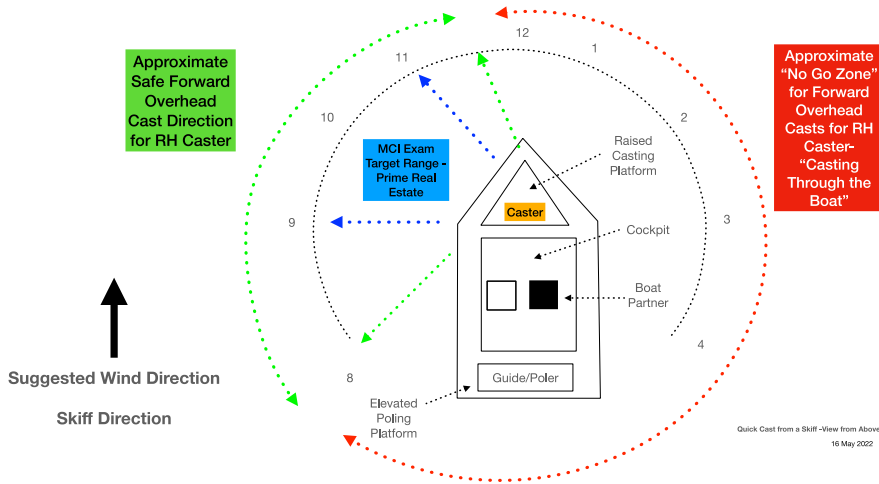 12
11
1
10
2
9
3
8
4
Approximate
Safe Forward
Overhead
Cast Direction
for RH Caster
MCI Exam
Target Range -
Prime Real
Estate
Raised
Casting
Platform
Caster
Cockpit
Boat
Partner
Guide/Poler
Elevated
Poling
Platform
Approximate
“No Go Zone”
for Forward
Overhead
Casts for RH
Caster-
“Casting
Through the
Boat”
Suggested Wind Direction
Skiff Direction
Quick Cast from a Skiff –View from Above
16 May 2022